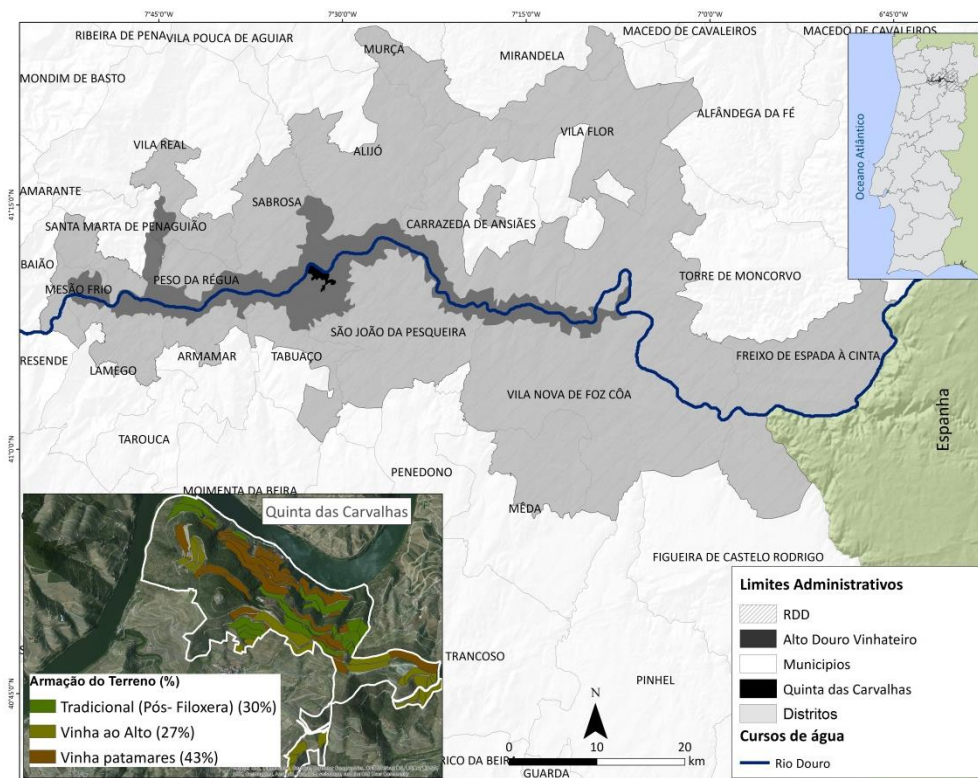 7°45'0"W
7°30'0"W
7°15'0"W
7°0'0"W
6°45'0"W
RIBEIRA DE PENA
VILA POUCA DE AGUIAR
MURÇA
MIRANDELA
MACEDO DE CAVALEIROS
MACEDO DE CAVALEIROS
MONDIM DE BASTO
ALFÂNDEGA DA FÉ
VILA FLOR
VILA REAL
ALIJÓ
Oceano Atlântico
AMARANTE
41°15'0"N
SABROSA
SANTA MARTA DE PENAGUIÃO
CARRAZEDA DE ANSIÃES
BAIÃO
MESÃO FRIO
PESO DA RÉGUA
TORRE DE MONCORVO
SÃO JOÃO DA PESQUEIRA
RESENDE
LAMEGO
ARMAMAR
TABUAÇO
FREIXO DE ESPADA À CINTA
VILA NOVA DE FOZ CÔA
Espanha
41°0'0"N
TAROUCA
PENEDONO
MOIMENTA DA BEIRA
MÊDA
Quinta das Carvalhas
FIGUEIRA DE CASTELO RODRIGO
TRANCOSO
PINHEL
40°45'0"N
Armação do Terreno (%)
Tradicional (Pós- Filoxera) (30%)
Vinha ao Alto (27%)
Vinha patamares (43%)
Limites Administrativos
RDD
Alto Douro Vinhateiro
Municipios
Quinta das Carvalhas
Distritos
Cursos de água
Rio Douro
N
0 10 20
km
RICO DA BEIRA
GUARDA